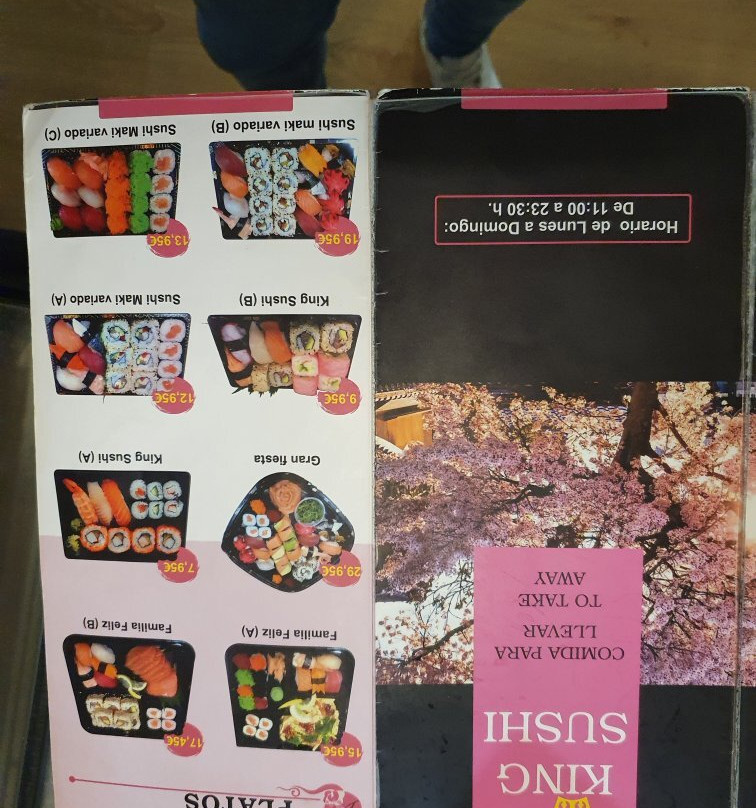 KING
SUSHI
COMIDA PARA
LLEVAR
TO TAKE
AWAY
Horario de Lunes a Domingo:
De 11:00 a 23:30 h.
PLATOS
15,95€
Familia Feliz (A)
17,45€
Familia Feliz (B)
29,95€
Gran fiesta
7,95€
King Sushi (A)
9,95€
King Sushi (B)
12,95€
Sushi Maki variado (A)
19,95€
Sushi maki variado (B)
13,95€
Sushi Maki variado (C)